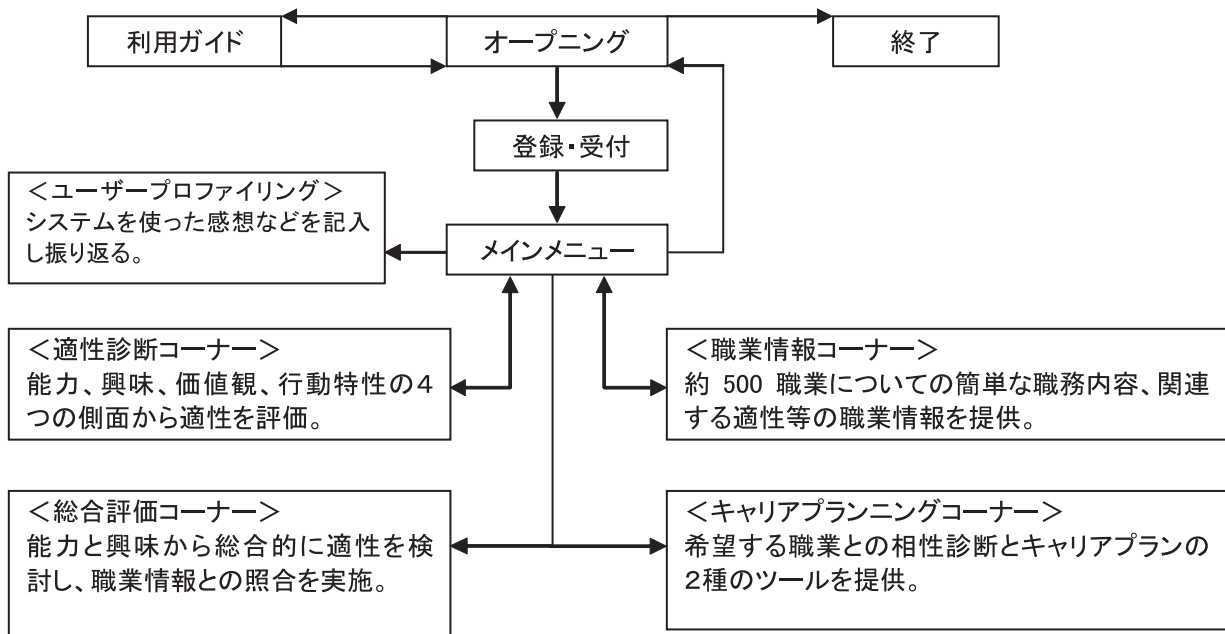 利用ガイド
オープニング
終了
登録・受付
＜ユーザープロファイリング＞
システムを使った感想などを記入
し振り返る。
メインメニュー
＜適性診断コーナー＞
能力、興味、価値観、行動特性の４
つの側面から適性を評価。
＜職業情報コーナー＞
約 500 職業についての簡単な職務内容、関連
する適性等の職業情報を提供。
＜総合評価コーナー＞
能力と興味から総合的に適性を検
討し、職業情報との照合を実施。
＜キャリアプランニングコーナー＞
希望する職業との相性診断とキャリアプランの
２種のツールを提供。